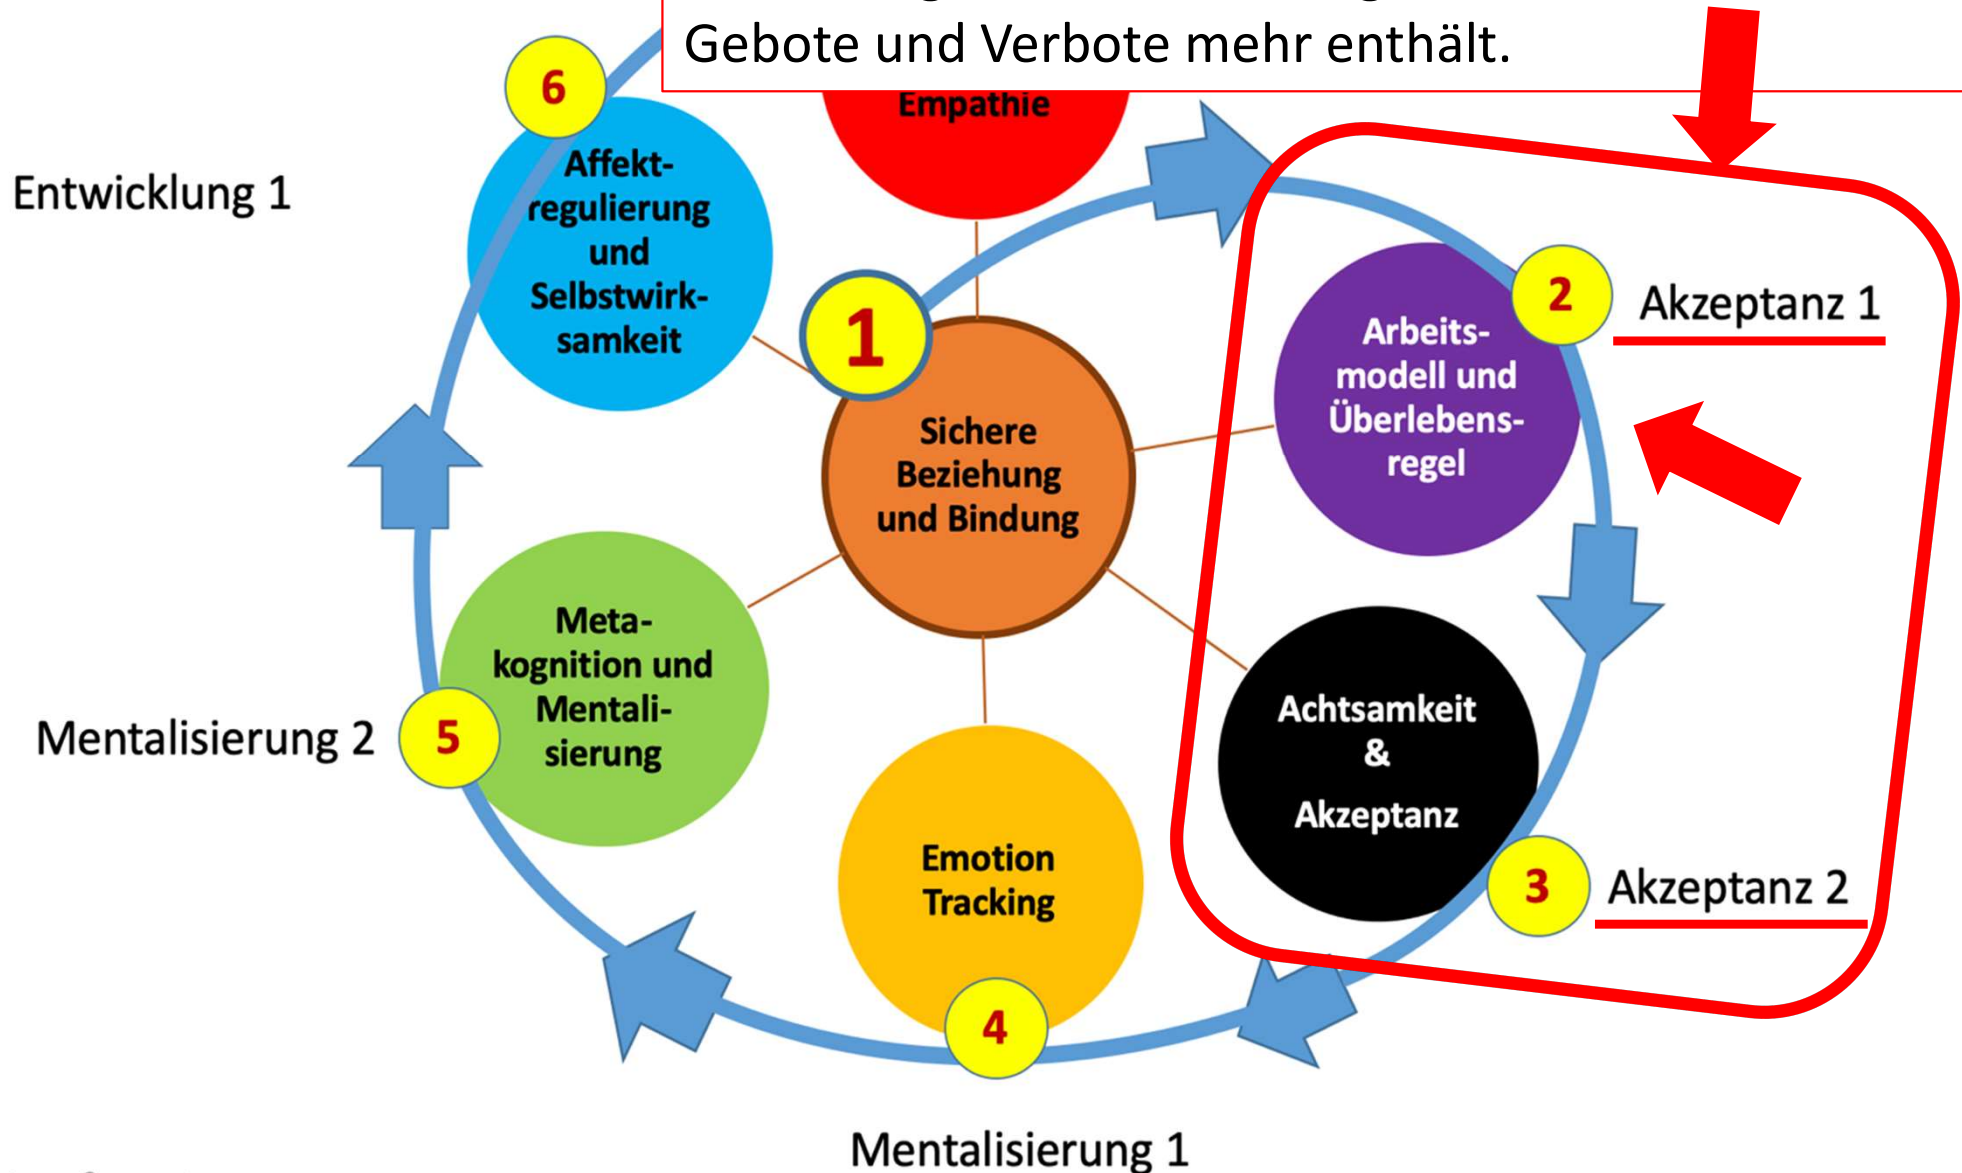 Gebote und Verbote mehr enthält.
Empathie
6
Affekt-
regulierung
und
Selbstwirk-
samkeit
Entwicklung 1
1
Sichere
Beziehung
und Bindung
2
Akzeptanz 1
Arbeits-
modell und
Überlebens-
regel
Achtsamkeit
&
Akzeptanz
3
Akzeptanz 2
Emotion
Tracking
4
Mentalisierung 1
Meta-
kognition und
Mentali-
sierung
5
Mentalisierung 2